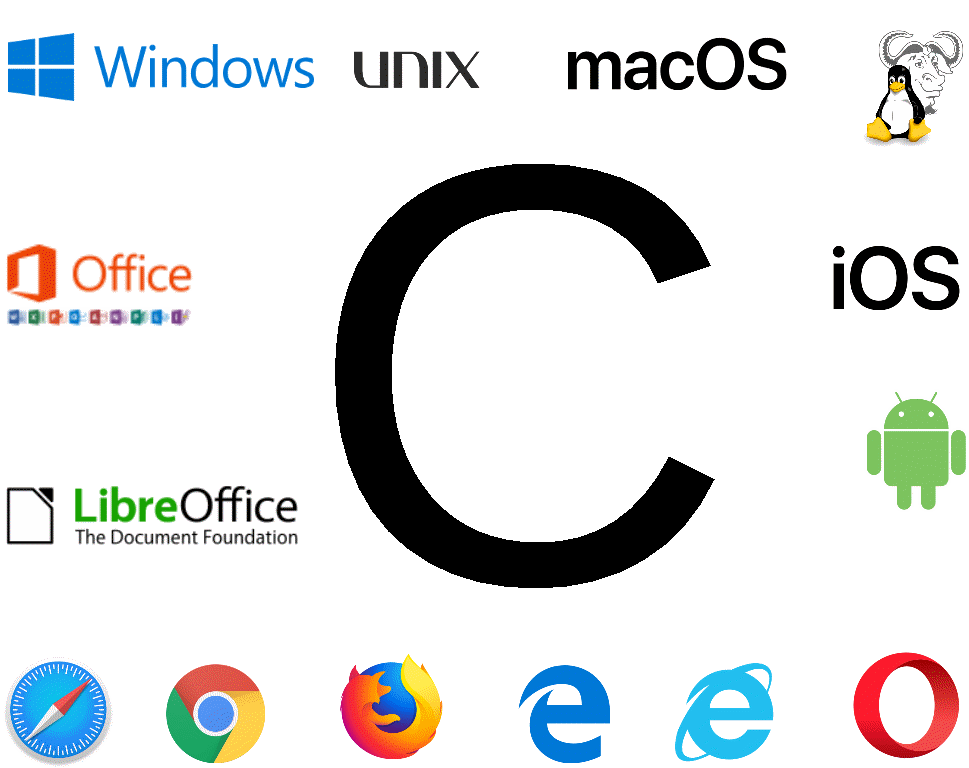 Windows
UNIX
macOS
C
Office
iOS
LibreOffice
The Document Foundation